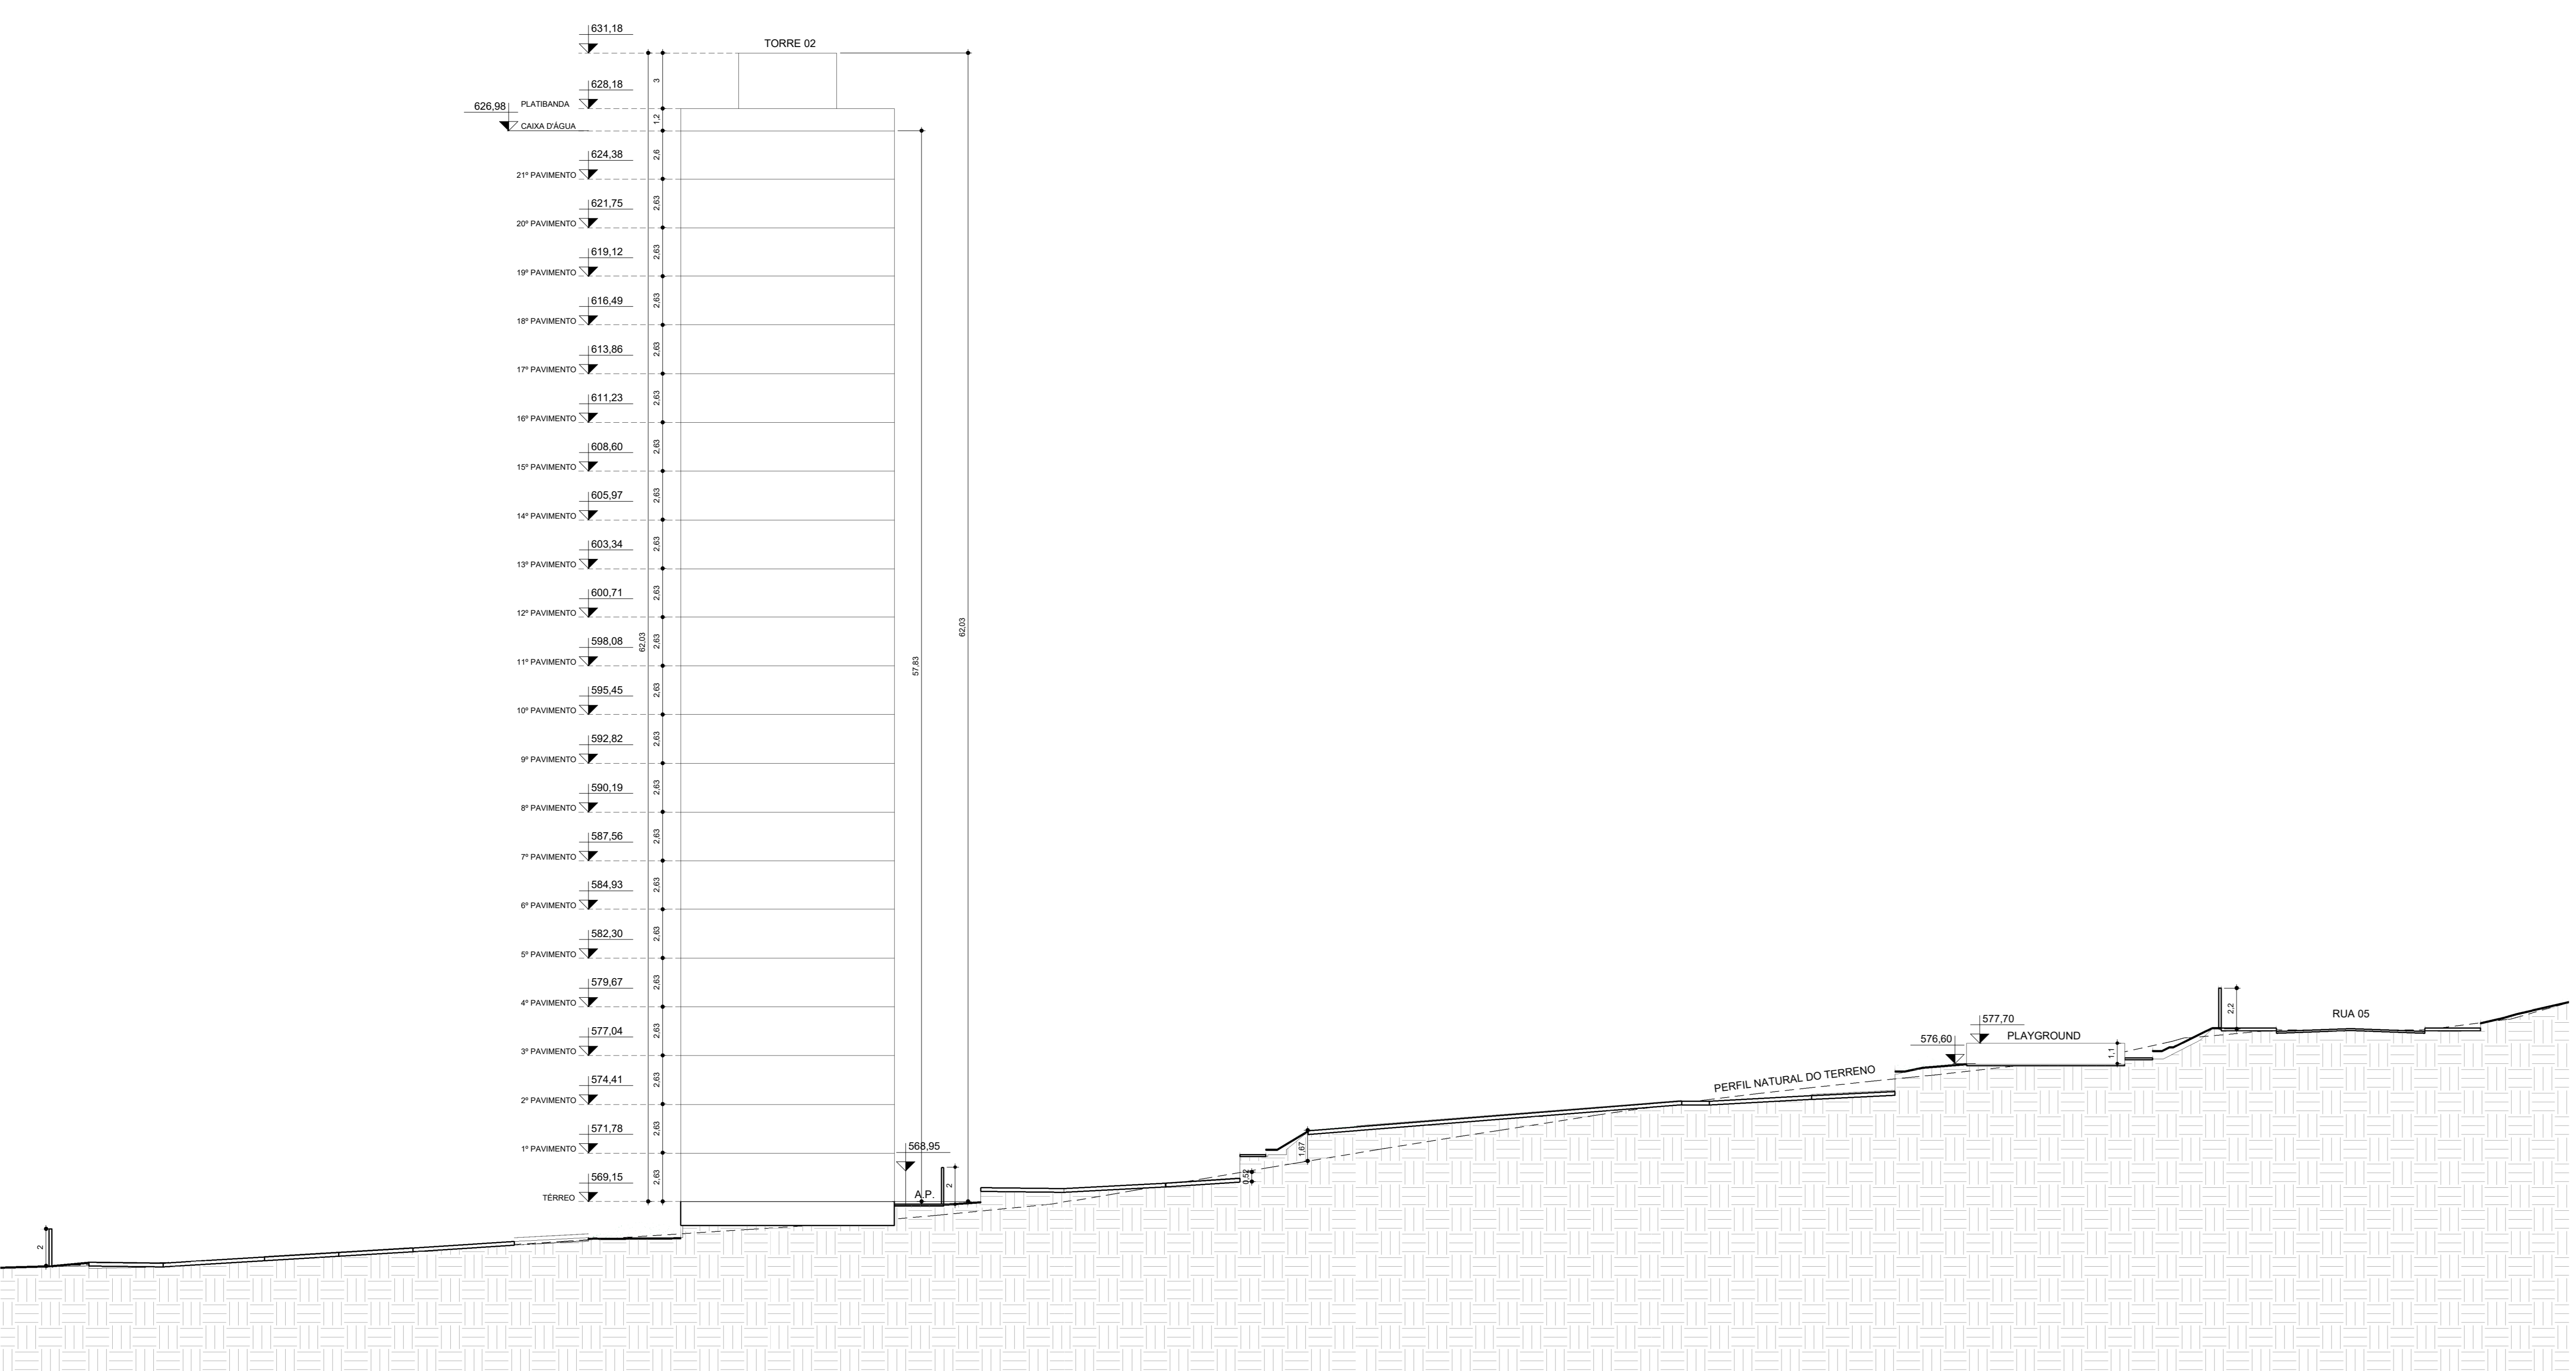 631,18
TORRE 02
3
628,18
PLATIBANDA
626,98
1,2
CAIXA D'ÁGUA
2,6
624,38
21º PAVIMENTO
2,63
621,75
20º PAVIMENTO
2,63
619,12
19º PAVIMENTO
2,63
616,49
18º PAVIMENTO
2,63
613,86
17º PAVIMENTO
2,63
611,23
16º PAVIMENTO
2,63
608,60
15º PAVIMENTO
2,63
605,97
14º PAVIMENTO
2,63
603,34
13º PAVIMENTO
2,63
600,71
12º PAVIMENTO
2,63
598,08
11º PAVIMENTO
62,03
62,03
57,83
2,63
595,45
10º PAVIMENTO
2,63
592,82
9º PAVIMENTO
2,63
590,19
8º PAVIMENTO
2,63
587,56
7º PAVIMENTO
2,63
584,93
6º PAVIMENTO
2,63
582,30
5º PAVIMENTO
2,63
579,67
4º PAVIMENTO
2,63
577,04
3º PAVIMENTO
2,63
574,41
2º PAVIMENTO
2,63
571,78
1º PAVIMENTO
2,63
569,15
TÉRREO
568,95
A.P.
2
2
0,52
1,67
PERFIL NATURAL DO TERRENO
576,60
577,70
PLAYGROUND
1,1
2,2
RUA 05